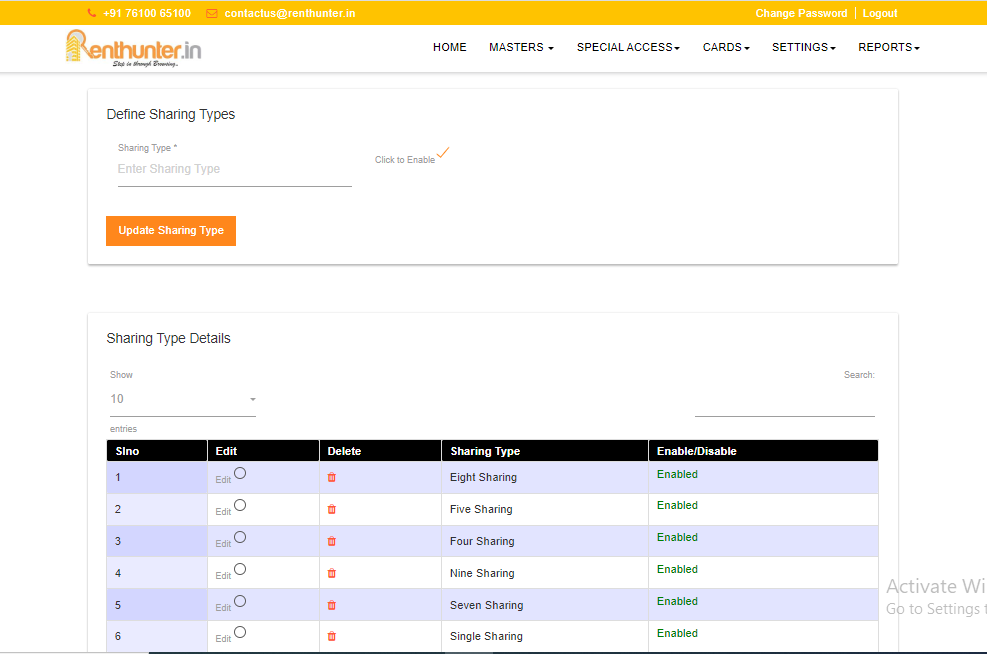 +91 76100 65100 contactus@renthunter.in Change Password Logout
Renthunter.in
Step in through Browsing..
HOME MASTERS SPECIAL ACCESS CARDS SETTINGS REPORTS
Define Sharing Types
Sharing Type *
Enter Sharing Type
Click to Enable
Update Sharing Type
Sharing Type Details
Show
Search:
10
entries
Slno Edit Delete Sharing Type Enable/Disable
1 Edit Eight Sharing Enabled
2 Edit Five Sharing Enabled
3 Edit Four Sharing Enabled
4 Edit Nine Sharing Enabled
5 Edit Seven Sharing Enabled
6 Edit Single Sharing Enabled
Activate Wi
Go to Settings t